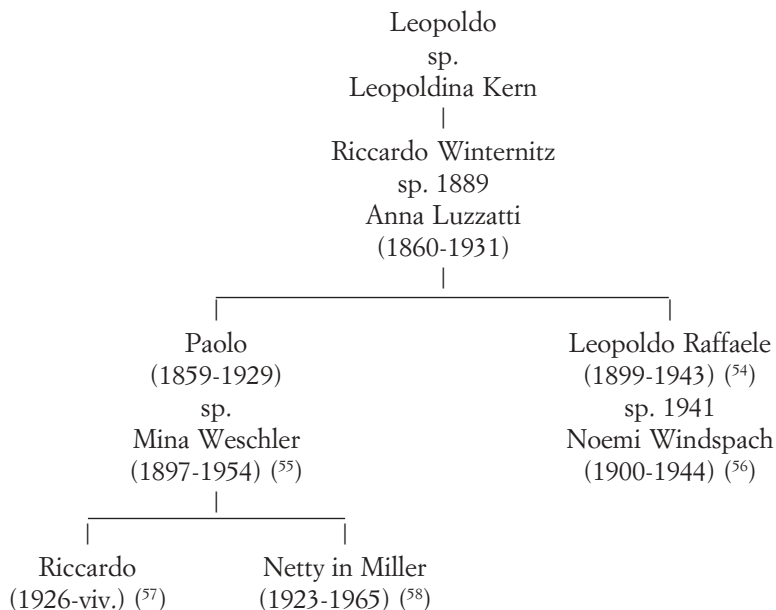 Leopoldo
sp.
Leopoldina Kern
Riccardo Winternitz
sp. 1889
Anna Luzzatti
(1860-1931)
Paolo
(1859-1929)
sp.
Mina Weschler
(1897-1954) (⁵⁵)
Leopoldo Raffaele
(1899-1943) (⁵⁴)
sp. 1941
Noemi Windspach
(1900-1944) (⁵⁶)
Riccardo
(1926-viv.) (⁵⁷)
Netty in Miller
(1923-1965) (⁵⁸)